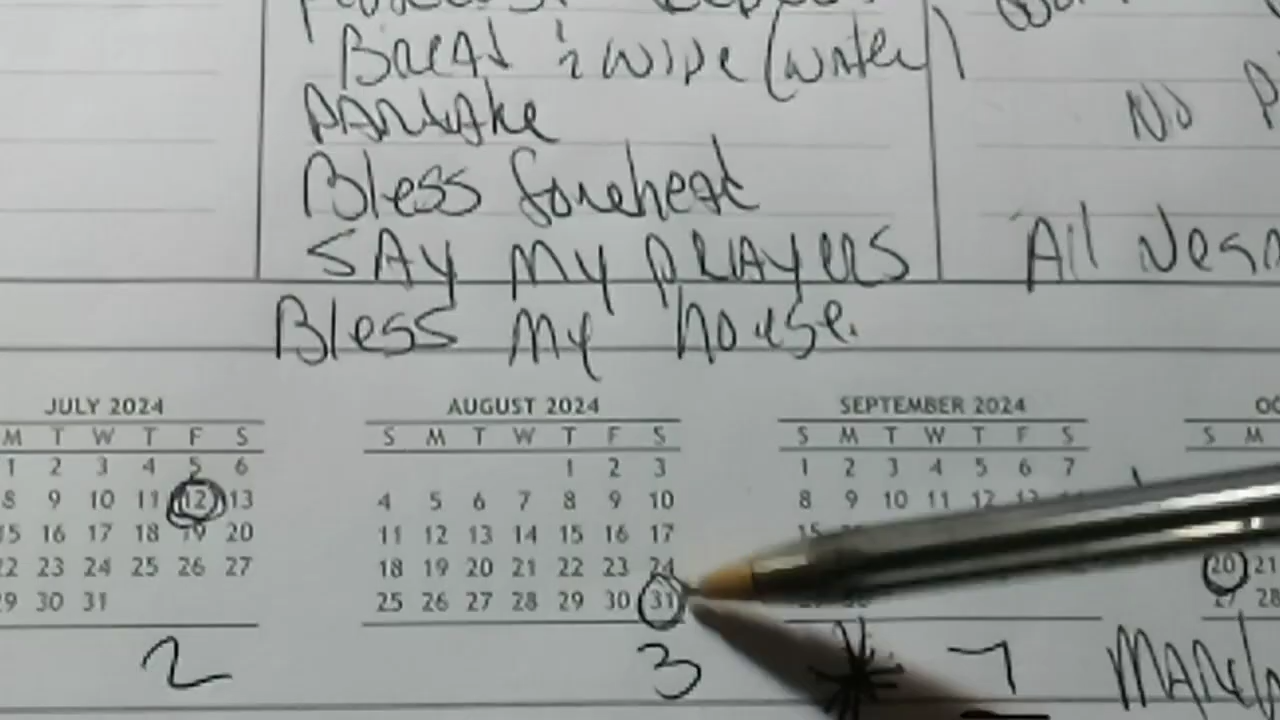 Bread & wine (water)
PARTAKE
No P
Bless forehead
SAY My PRAYERS
All Nega
Bless My house.
JULY 2024
M T W T F S
1 2 3 4 5 6
8 9 10 11 12 13
15 16 17 18 19 20
22 23 24 25 26 27
29 30 31
2
AUGUST 2024
S M T W T F S
1 2 3
4 5 6 7 8 9 10
11 12 13 14 15 16 17
18 19 20 21 22 23 24
25 26 27 28 29 30 31
3
SEPTEMBER 2024
S M T W T F S
1 2 3 4 5 6 7
8 9 10 11 12 13
15
7
OC
S M
20 21
27 28